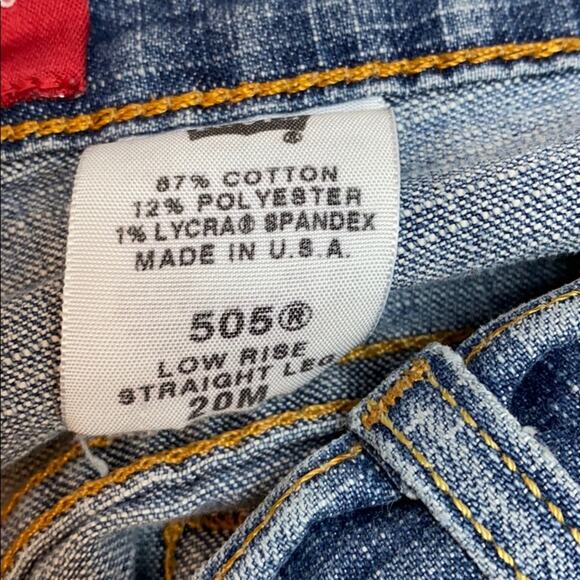 ®
87% COTTON
12% POLYESTER
1% LYCRA® SPANDEX
MADE IN U.S.A.
505®
LOW RISE
STRAIGHT LEG
20M